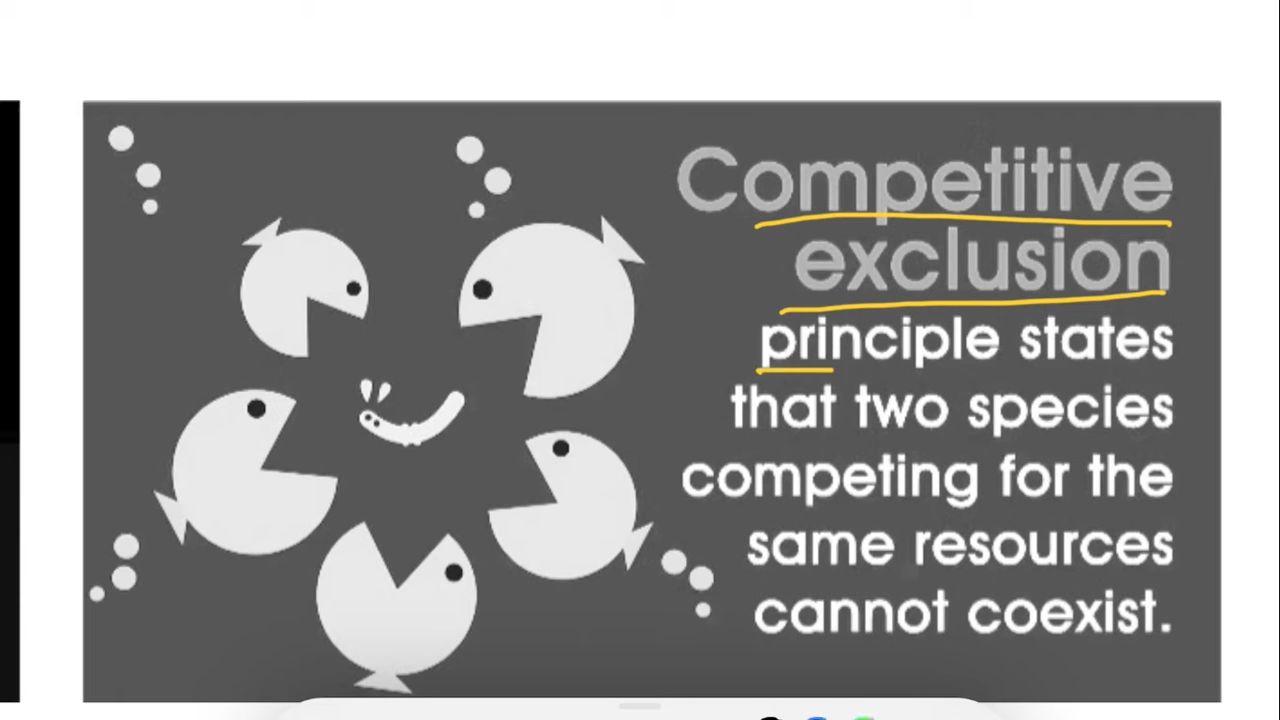 Competitive
exclusion
principle states
that two species
competing for the
same resources
cannot coexist.